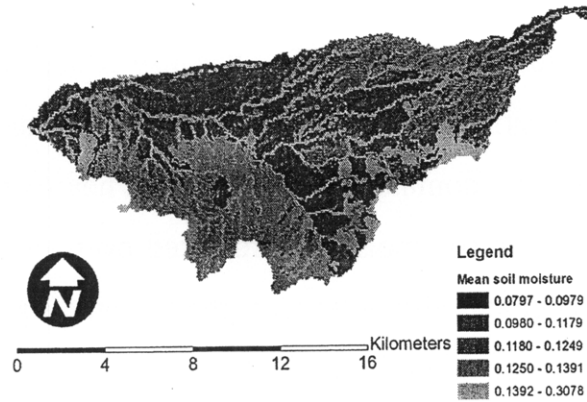 N
Legend
Mean soil moisture
0.0797 - 0.0979
0.0980 - 0.1179
0.1180 - 0.1249
0.1250 - 0.1391
0.1392 - 0.3078
Kilometers
0 4 8 12 16